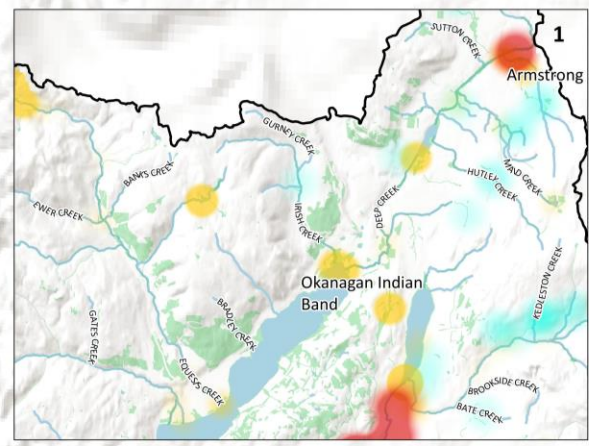 SUTTON CREEK
1
Armstrong
GURNEY CREEK
BANKS CREEK
HUTLEY CREEK
MAID CREEK
EWER CREEK
IRISH CREEK
DEEP CREEK
Okanagan Indian
Band
KEDLESTON CREEK
GATES CREEK
BRADLEY CREEK
EQUESIS CREEK
BROOKSIDE CREEK
BATE CREEK